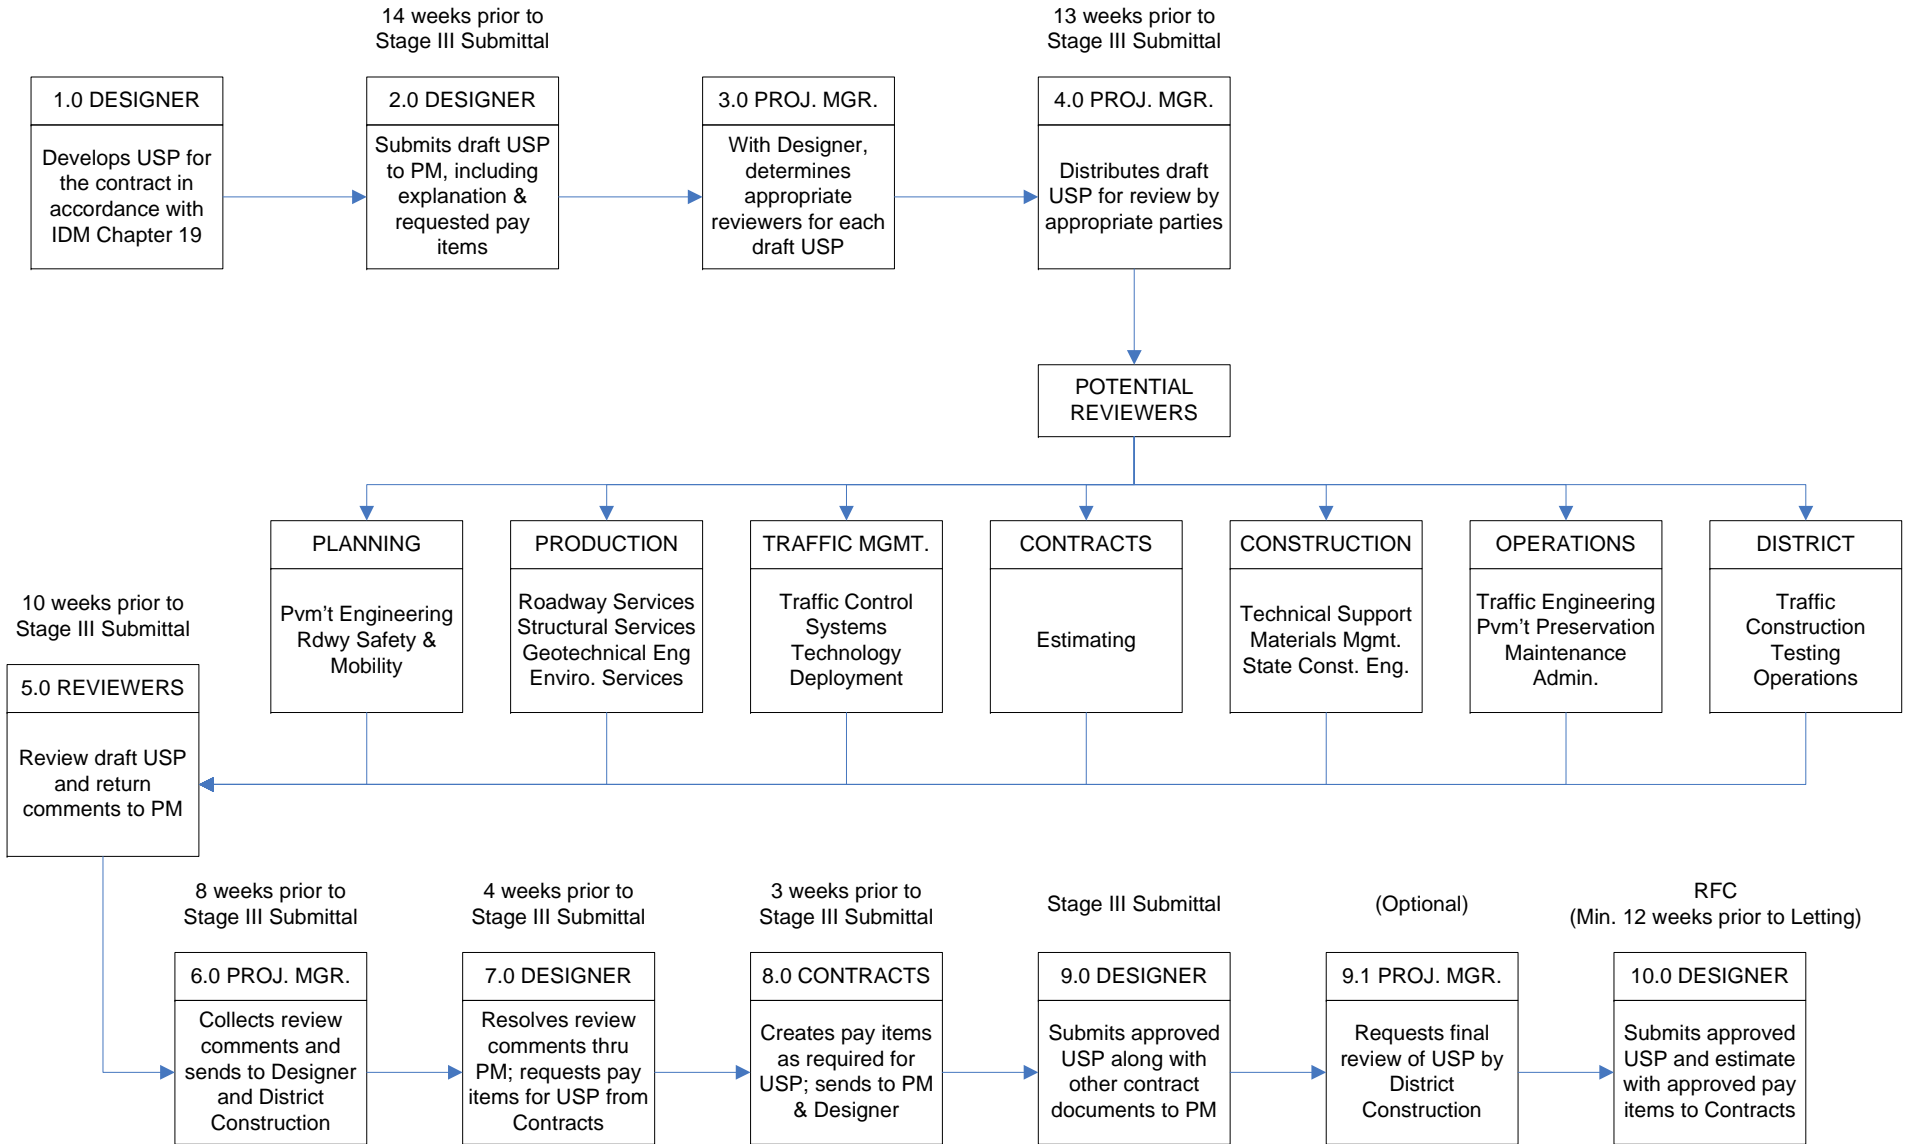 14 weeks prior to
Stage III Submittal
13 weeks prior to
Stage III Submittal
1.0 DESIGNER
Develops USP for
the contract in
accordance with
IDM Chapter 19
2.0 DESIGNER
Submits draft USP
to PM, including
explanation &
requested pay
items
3.0 PROJ. MGR.
With Designer,
determines
appropriate
reviewers for each
draft USP
4.0 PROJ. MGR.
Distributes draft
USP for review by
appropriate parties
POTENTIAL
REVIEWERS
PLANNING
Pvm't Engineering
Rdwy Safety &
Mobility
PRODUCTION
Roadway Services
Structural Services
Geotechnical Eng
Enviro. Services
TRAFFIC MGMT.
Traffic Control
Systems
Technology
Deployment
CONTRACTS
Estimating
CONSTRUCTION
Technical Support
Materials Mgmt.
State Const. Eng.
OPERATIONS
Traffic Engineering
Pvm't Preservation
Maintenance
Admin.
DISTRICT
Traffic
Construction
Testing
Operations
10 weeks prior to
Stage III Submittal
5.0 REVIEWERS
Review draft USP
and return
comments to PM
8 weeks prior to
Stage III Submittal
6.0 PROJ. MGR.
Collects review
comments and
sends to Designer
and District
Construction
4 weeks prior to
Stage III Submittal
7.0 DESIGNER
Resolves review
comments thru
PM; requests pay
items for USP from
Contracts
3 weeks prior to
Stage III Submittal
8.0 CONTRACTS
Creates pay items
as required for
USP; sends to PM
& Designer
Stage III Submittal
9.0 DESIGNER
Submits approved
USP along with
other contract
documents to PM
(Optional)
9.1 PROJ. MGR.
Requests final
review of USP by
District
Construction
RFC
(Min. 12 weeks prior to Letting)
10.0 DESIGNER
Submits approved
USP and estimate
with approved pay
items to Contracts